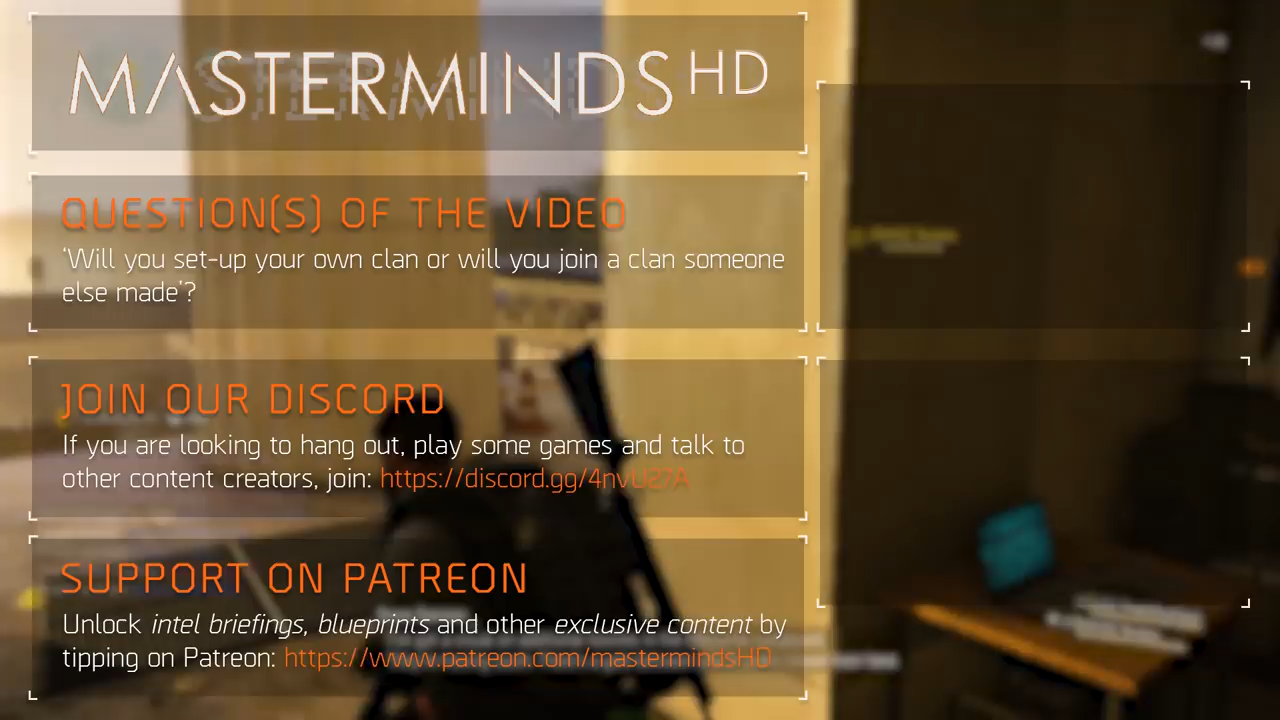 MASTERMINDS HD
QUESTION(S) OF THE VIDEO
‘Will you set-up your own clan or will you join a clan someone
else made’?
JOIN OUR DISCORD
If you are looking to hang out, play some games and talk to
other content creators, join: https://discord.gg/4nvU27A
SUPPORT ON PATREON
Unlock intel briefings, blueprints and other exclusive content by
tipping on Patreon: https://www.patreon.com/mastermindsHD